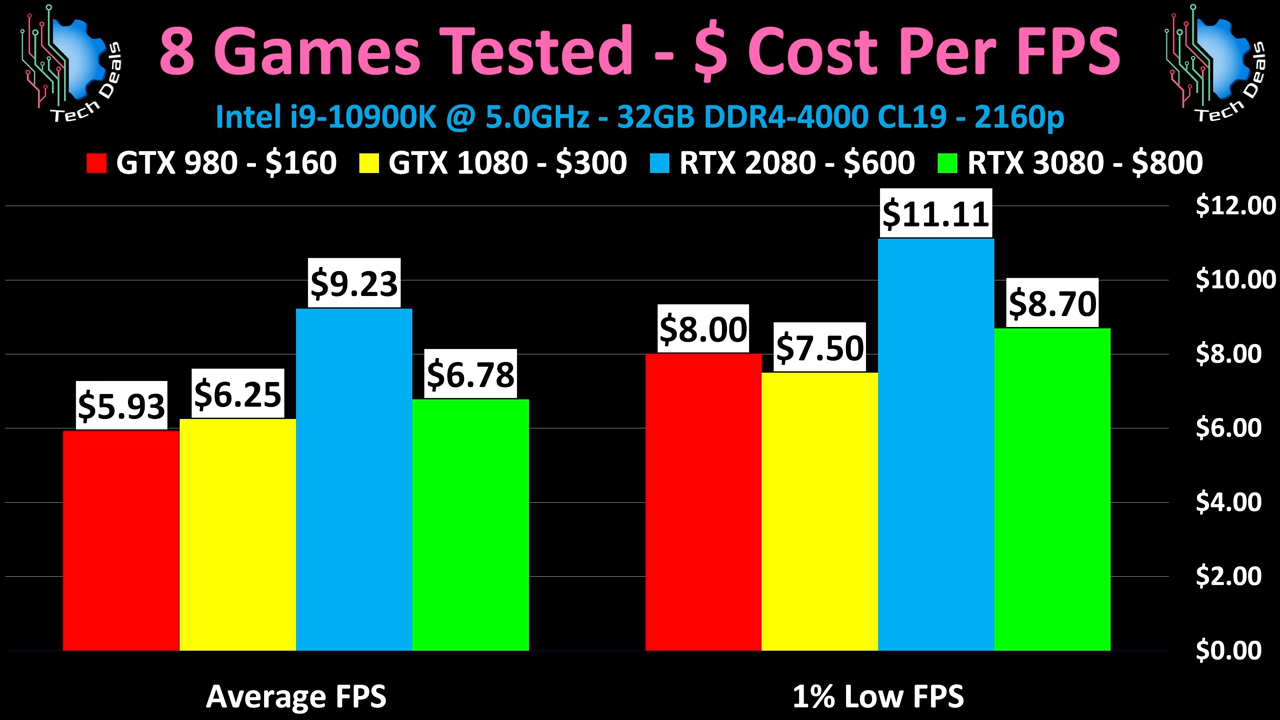 8 Games Tested - $ Cost Per FPS
Tech Deals
Tech Deals
Intel i9-10900K @ 5.0GHz - 32GB DDR4-4000 CL19 - 2160p
GTX 980 - $160 GTX 1080 - $300 RTX 2080 - $600 RTX 3080 - $800
$12.00
$10.00
$8.00
$6.00
$4.00
$2.00
$0.00
$5.93
$6.25
$9.23
$6.78
$8.00
$7.50
$11.11
$8.70
Average FPS
1% Low FPS